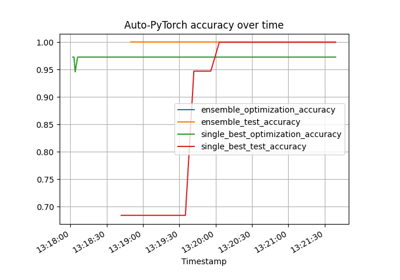 Auto-PyTorch accuracy over time
1.00
0.95
0.90
0.85
0.80
0.75
0.70
ensemble_optimization_accuracy
ensemble_test_accuracy
single_best_optimization_accuracy
single_best_test_accuracy
13:18:00
13:18:30
13:19:00
13:19:30
13:20:00
13:20:30
13:21:00
13:21:30
Timestamp